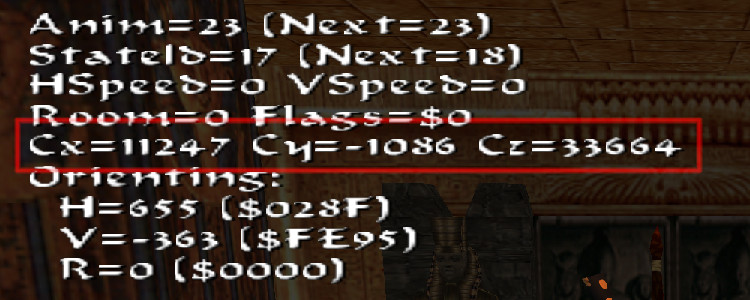 Anim=23 (Next=23)
StateId=17 (Next=18)
HSpeed=0 VSpeed=0
Room=0 Flags=$0
Cx=11247 Cy=-1086 Cz=33664
Orienting:
H=655 ($028F)
V=-363 ($FE95)
R=0 ($0000)